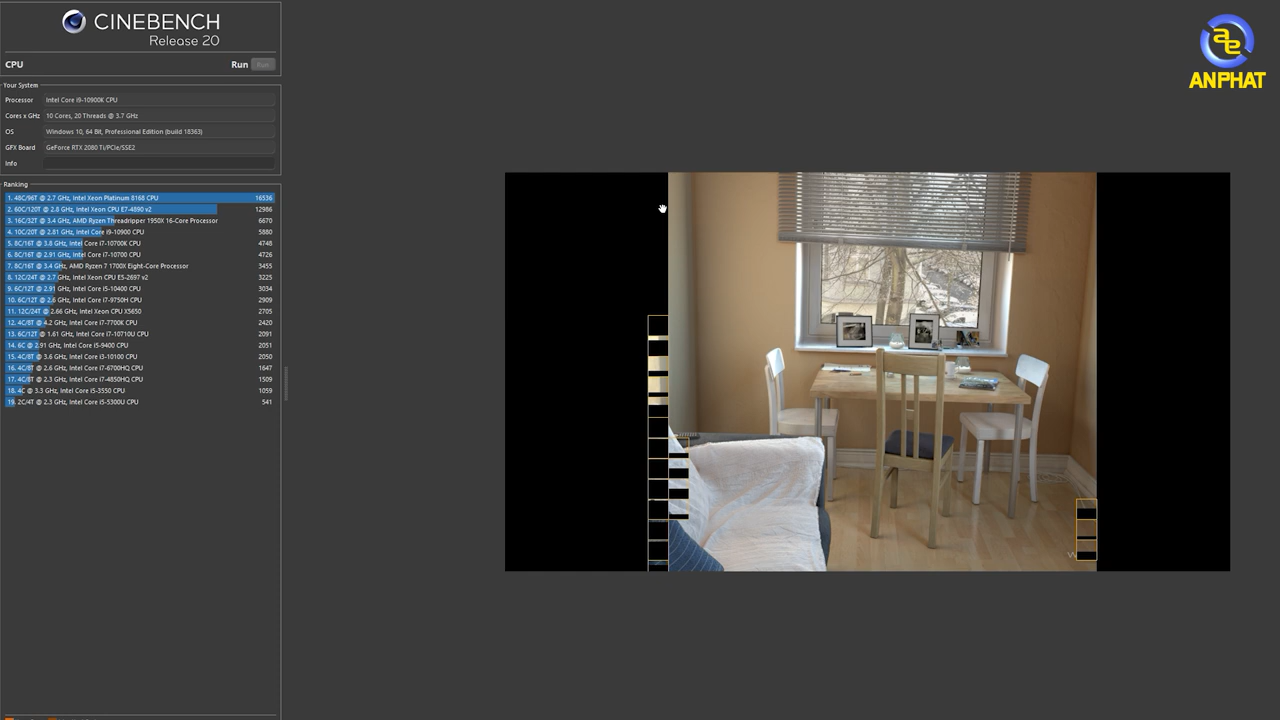 CINEBENCH
Release 20
CPU Run Run
Your System
Processor Intel Core i9-10900K CPU
Cores x GHz 10 Cores, 20 Threads @ 3.7 GHz
OS Windows 10, 64 Bit, Professional Edition (build 18363)
GFX Board GeForce RTX 2080 Ti/PCIe/SSE2
Info
Ranking
1. 48C/96T @ 2.7 GHz, Intel Xeon Platinum 8168 CPU 16536
2. 60C/120T @ 2.8 GHz, Intel Xeon CPU E7-4890 v2 12986
3. 16C/32T @ 3.4 GHz, AMD Ryzen Threadripper 1950X 16-Core Processor 6670
4. 10C/20T @ 2.81 GHz, Intel Core i9-10900 CPU 5880
5. 8C/16T @ 3.8 GHz, Intel Core i7-10700K CPU 4748
6. 8C/16T @ 2.91 GHz, Intel Core i7-10700 CPU 4726
7. 8C/16T @ 3.4 GHz, AMD Ryzen 7 1700X Eight-Core Processor 3455
8. 12C/24T @ 2.7 GHz, Intel Xeon CPU E5-2697 v2 3225
9. 6C/12T @ 2.91 GHz, Intel Core i5-10400 CPU 3034
10. 6C/12T @ 2.6 GHz, Intel Core i7-9750H CPU 2909
11. 12C/24T @ 2.66 GHz, Intel Xeon CPU X5650 2705
12. 4C/8T @ 4.2 GHz, Intel Core i7-7700K CPU 2420
13. 6C/12T @ 1.61 GHz, Intel Core i7-10710U CPU 2091
14. 6C @ 2.91 GHz, Intel Core i5-9400 CPU 2051
15. 4C/8T @ 3.6 GHz, Intel Core i3-10100 CPU 2050
16. 4C/8T @ 2.6 GHz, Intel Core i7-6700HQ CPU 1647
17. 4C/8T @ 2.3 GHz, Intel Core i7-4850HQ CPU 1509
18. 4C @ 3.3 GHz, Intel Core i5-3550 CPU 1059
19. 2C/4T @ 2.3 GHz, Intel Core i5-5300U CPU 541
ae
ANPHAT